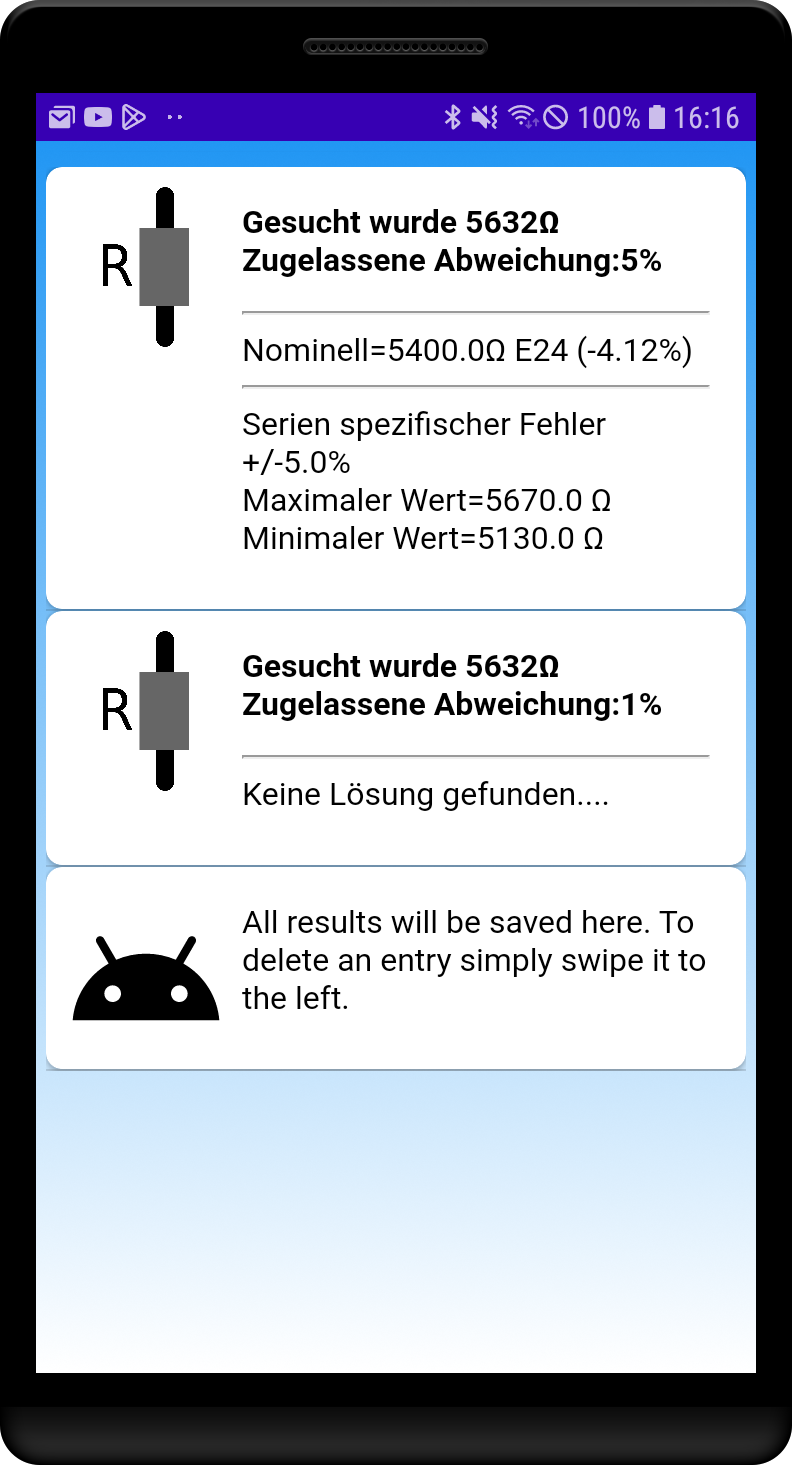 100% 16:16
R
Gesucht wurde 5632Ω
Zugelassene Abweichung:5%
Nominell=5400.0Ω E24 (-4.12%)
Serien spezifischer Fehler
+/-5.0%
Maximaler Wert=5670.0 Ω
Minimaler Wert=5130.0 Ω
R
Gesucht wurde 5632Ω
Zugelassene Abweichung:1%
Keine Lösung gefunden....
All results will be saved here. To
delete an entry simply swipe it to
the left.